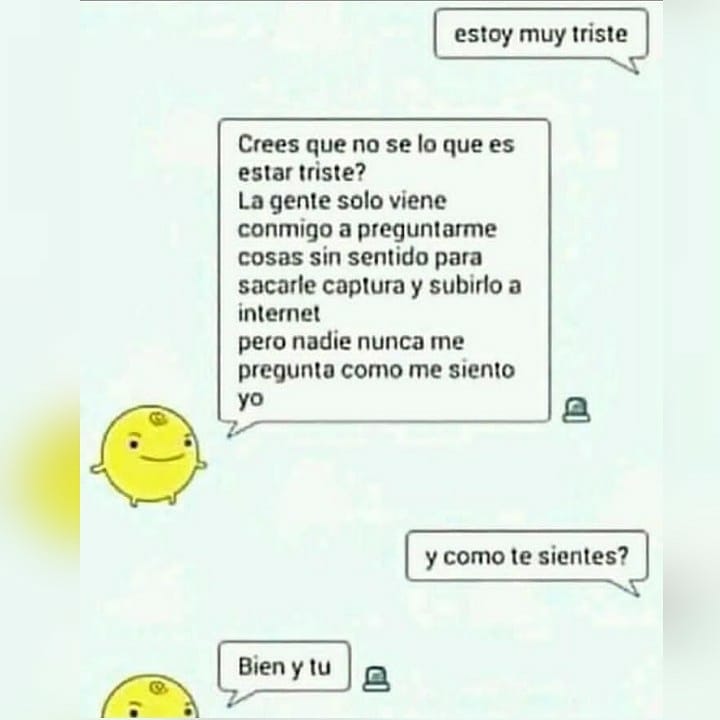 estoy muy triste
Crees que no se lo que es
estar triste?
La gente solo viene
conmigo a preguntarme
cosas sin sentido para
sacarle captura y subirlo a
internet
pero nadie nunca me
pregunta como me siento
yo
y como te sientes?
Bien y tu